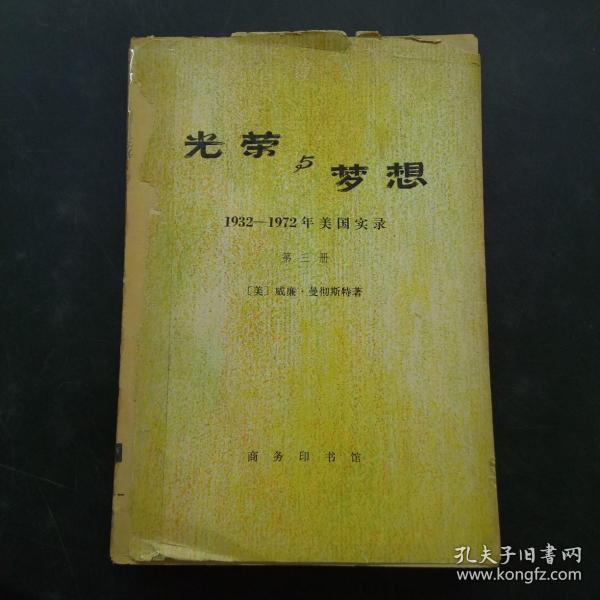 光荣与梦想
1932—1972年美国实录
第三册
〔美〕威廉·曼彻斯特著
商务印书馆
孔夫子旧书网
www.kongfz.com